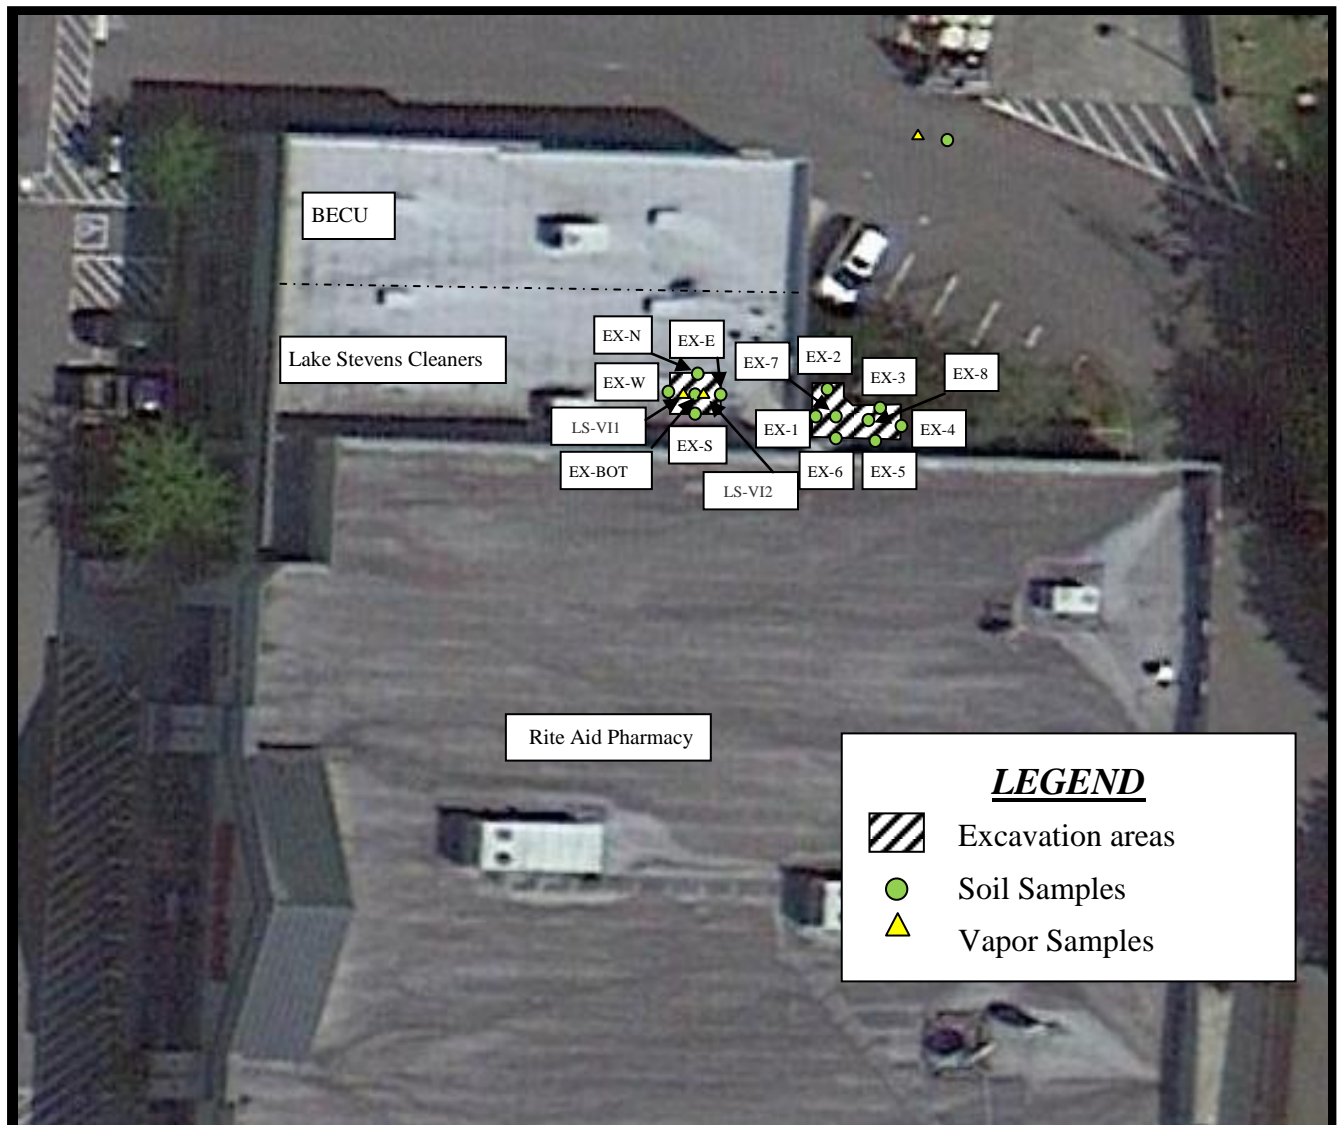 BECU
EX-N
EX-E
EX-2
EX-7
Lake Stevens Cleaners
EX-W
EX-3
EX-8
LS-VI1
EX-1
EX-4
EX-S
EX-BOT
EX-6
EX-5
LS-VI2
Rite Aid Pharmacy
LEGEND
Excavation areas
Soil Samples
Vapor Samples